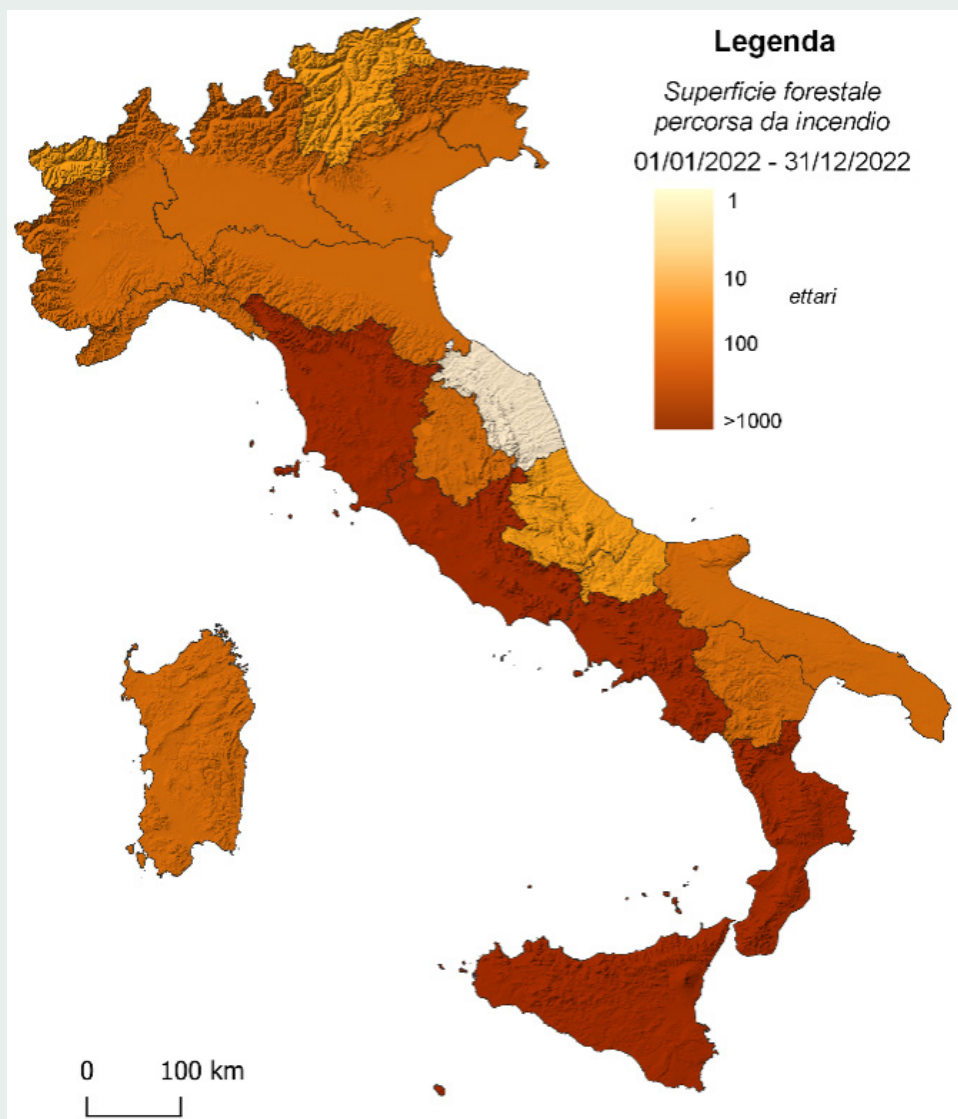 Legenda
Superficie forestale
percorsa da incendio
01/01/2022 - 31/12/2022
1
10
ettari
100
>1000
0 100 km